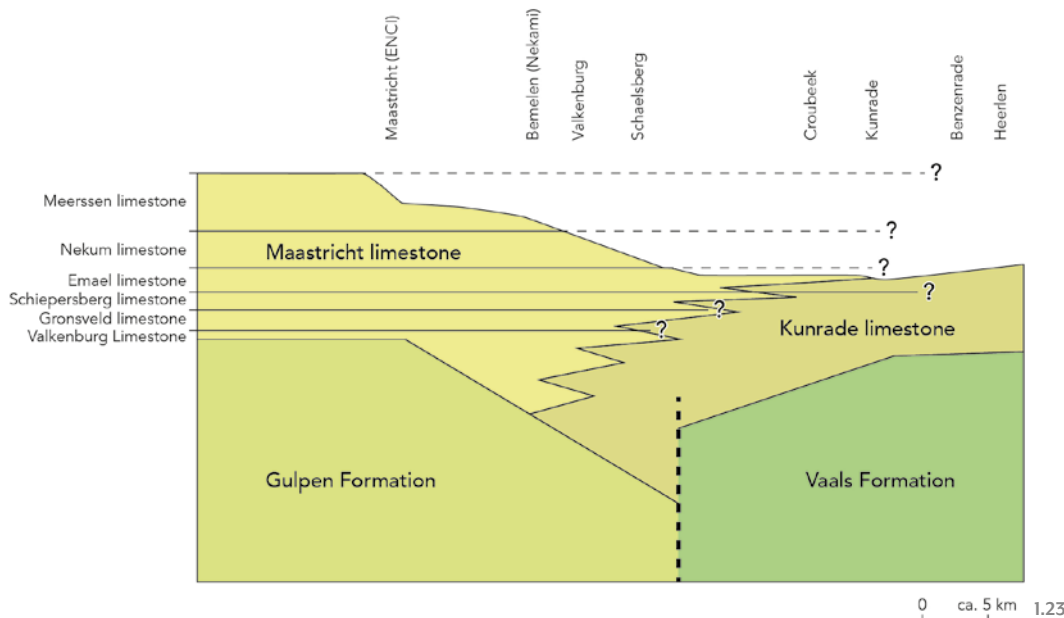 Maastricht (ENCI)
Bemelen (Nekami)
Valkenburg
Schaelsberg
Croubeek
Kunrade
Benzenrade
Heerlen
?
Meerssen limestone
?
Nekum limestone
Maastricht limestone
?
Emael limestone
?
Schiepersberg limestone
?
Gronsveld limestone
?
Kunrade limestone
Valkenburg Limestone
Gulpen Formation
Vaals Formation
0 ca. 5 km 1.23